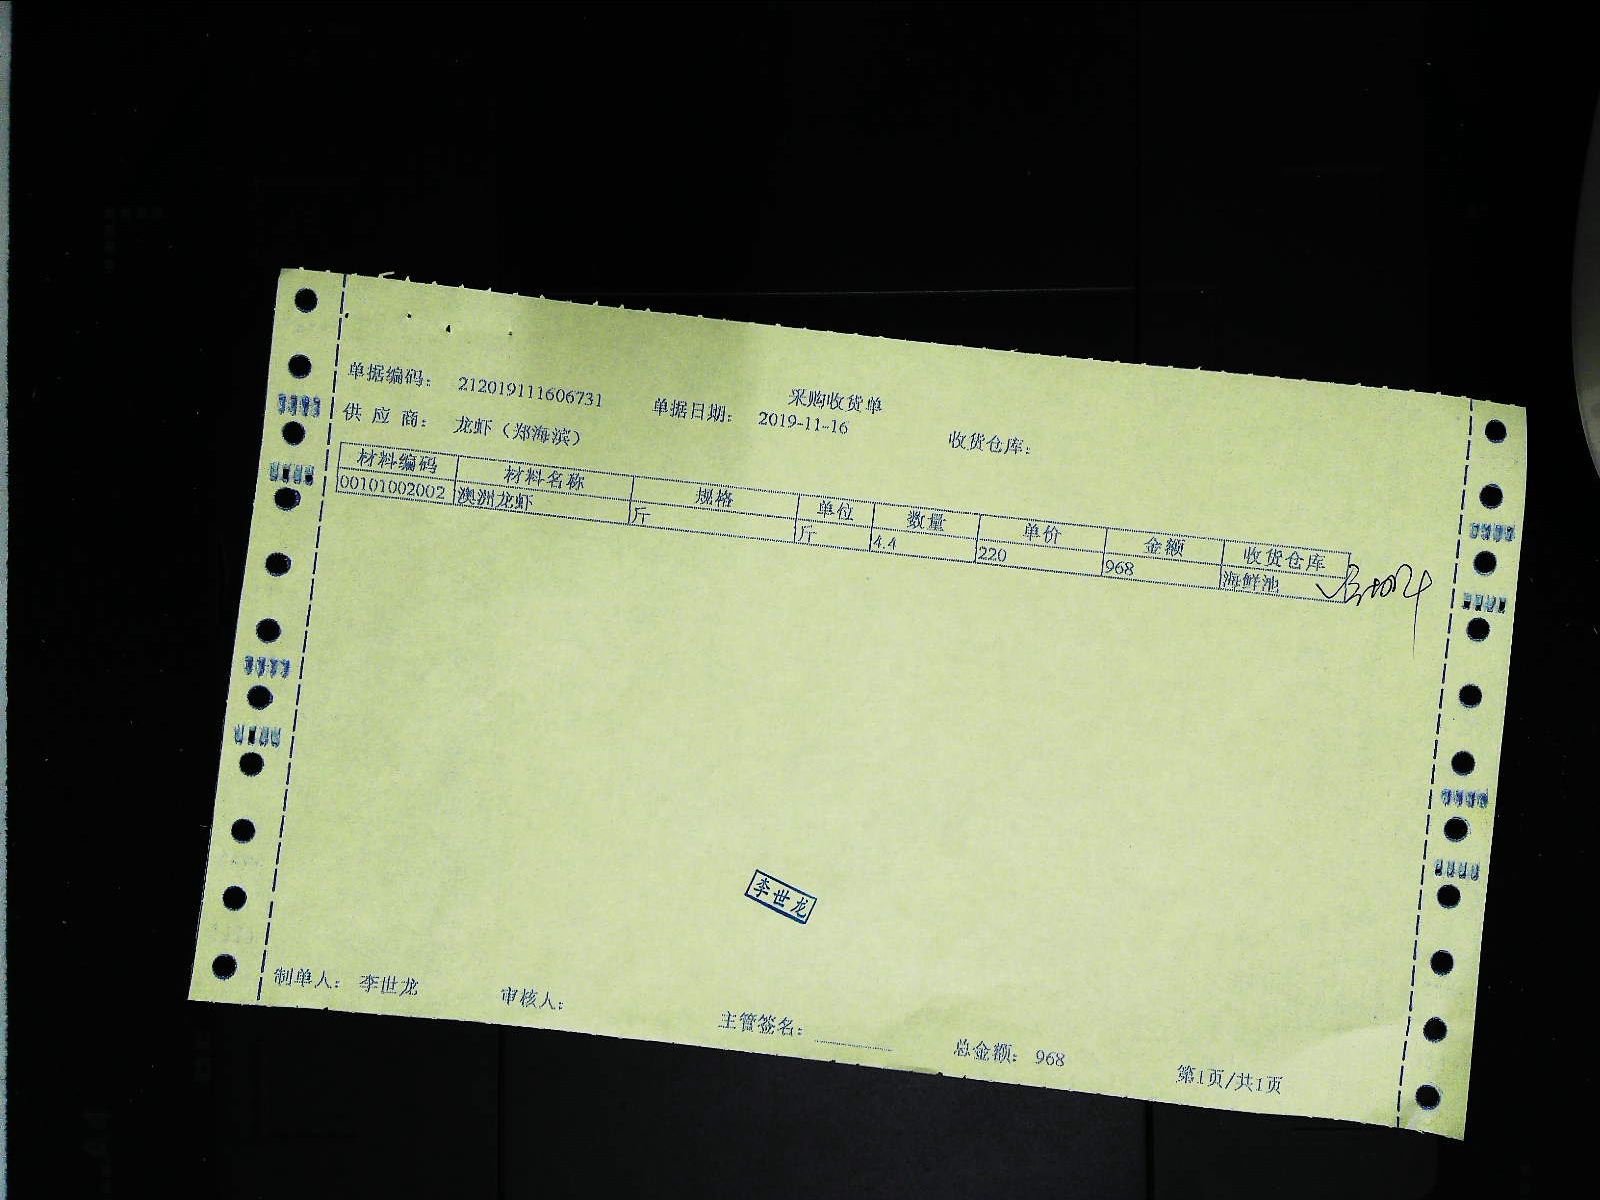 采购收货单
单据编码： 212019111606731 单据日期： 2019-11-16 收货仓库：
供 应 商： 龙虾（郑海滨）
材料编码 材料名称 规格 单位 数量 单价 金额 收货仓库
00101002002 澳洲龙虾 斤 斤 4.4 220 968 海鲜池
李世龙
制单人： 李世龙 审核人： 主管签名： 总金额： 968 第1页/共1页